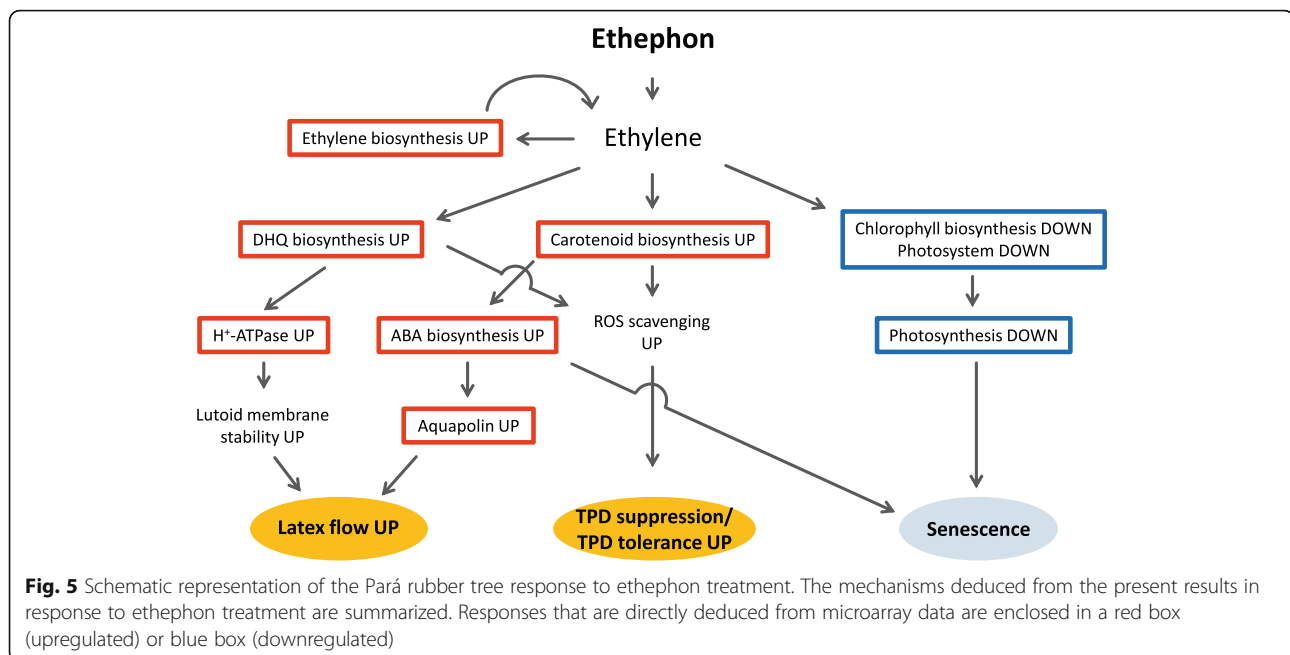 Ethephon
Ethylene biosynthesis UP
Ethylene
DHQ biosynthesis UP
Carotenoid biosynthesis UP
Chlorophyll biosynthesis DOWN
Photosystem DOWN
H⁺-ATPase UP
ABA biosynthesis UP
ROS scavenging
UP
Photosynthesis DOWN
Lutoid membrane
stability UP
Aquapolin UP
Latex flow UP
TPD suppression/
TPD tolerance UP
Senescence
Fig. 5 Schematic representation of the Pará rubber tree response to ethephon treatment. The mechanisms deduced from the present results in
response to ethephon treatment are summarized. Responses that are directly deduced from microarray data are enclosed in a red box
(upregulated) or blue box (downregulated)